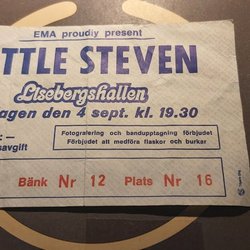 EMA proudly present
TTLE STEVEN
Lisebergshallen
agen den 4 sept. kl. 19.30
:—
savgift
Fotografering och bandupptagning förbjudet
Förbjudet att medföra flaskor och burkar
Bänk Nr 12 Plats Nr 16